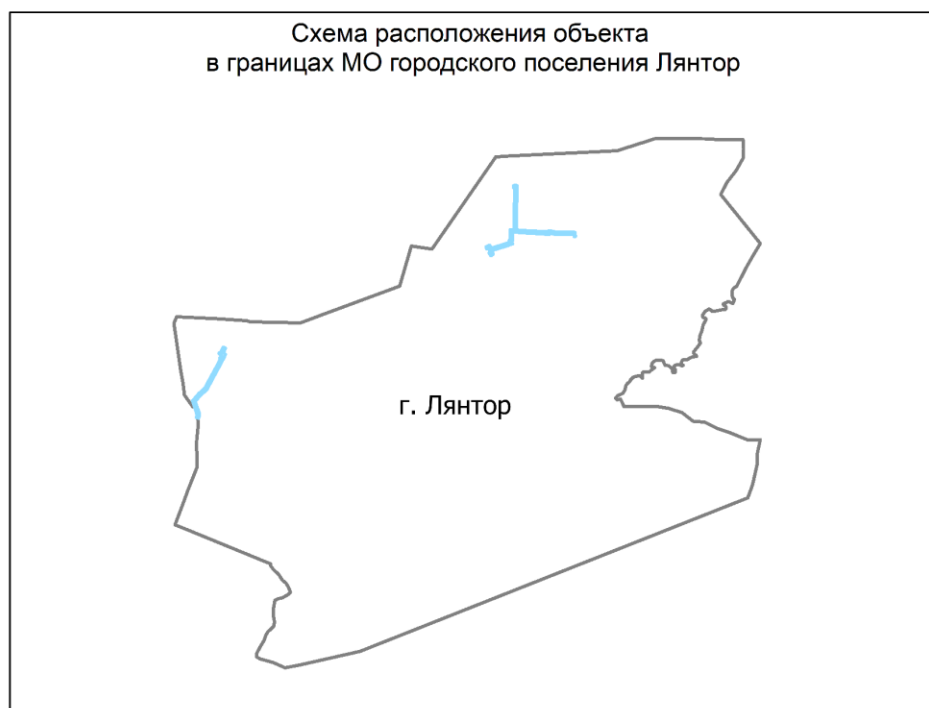 Схема расположения объекта
в границах МО городского поселения Лянтор
г. Лянтор